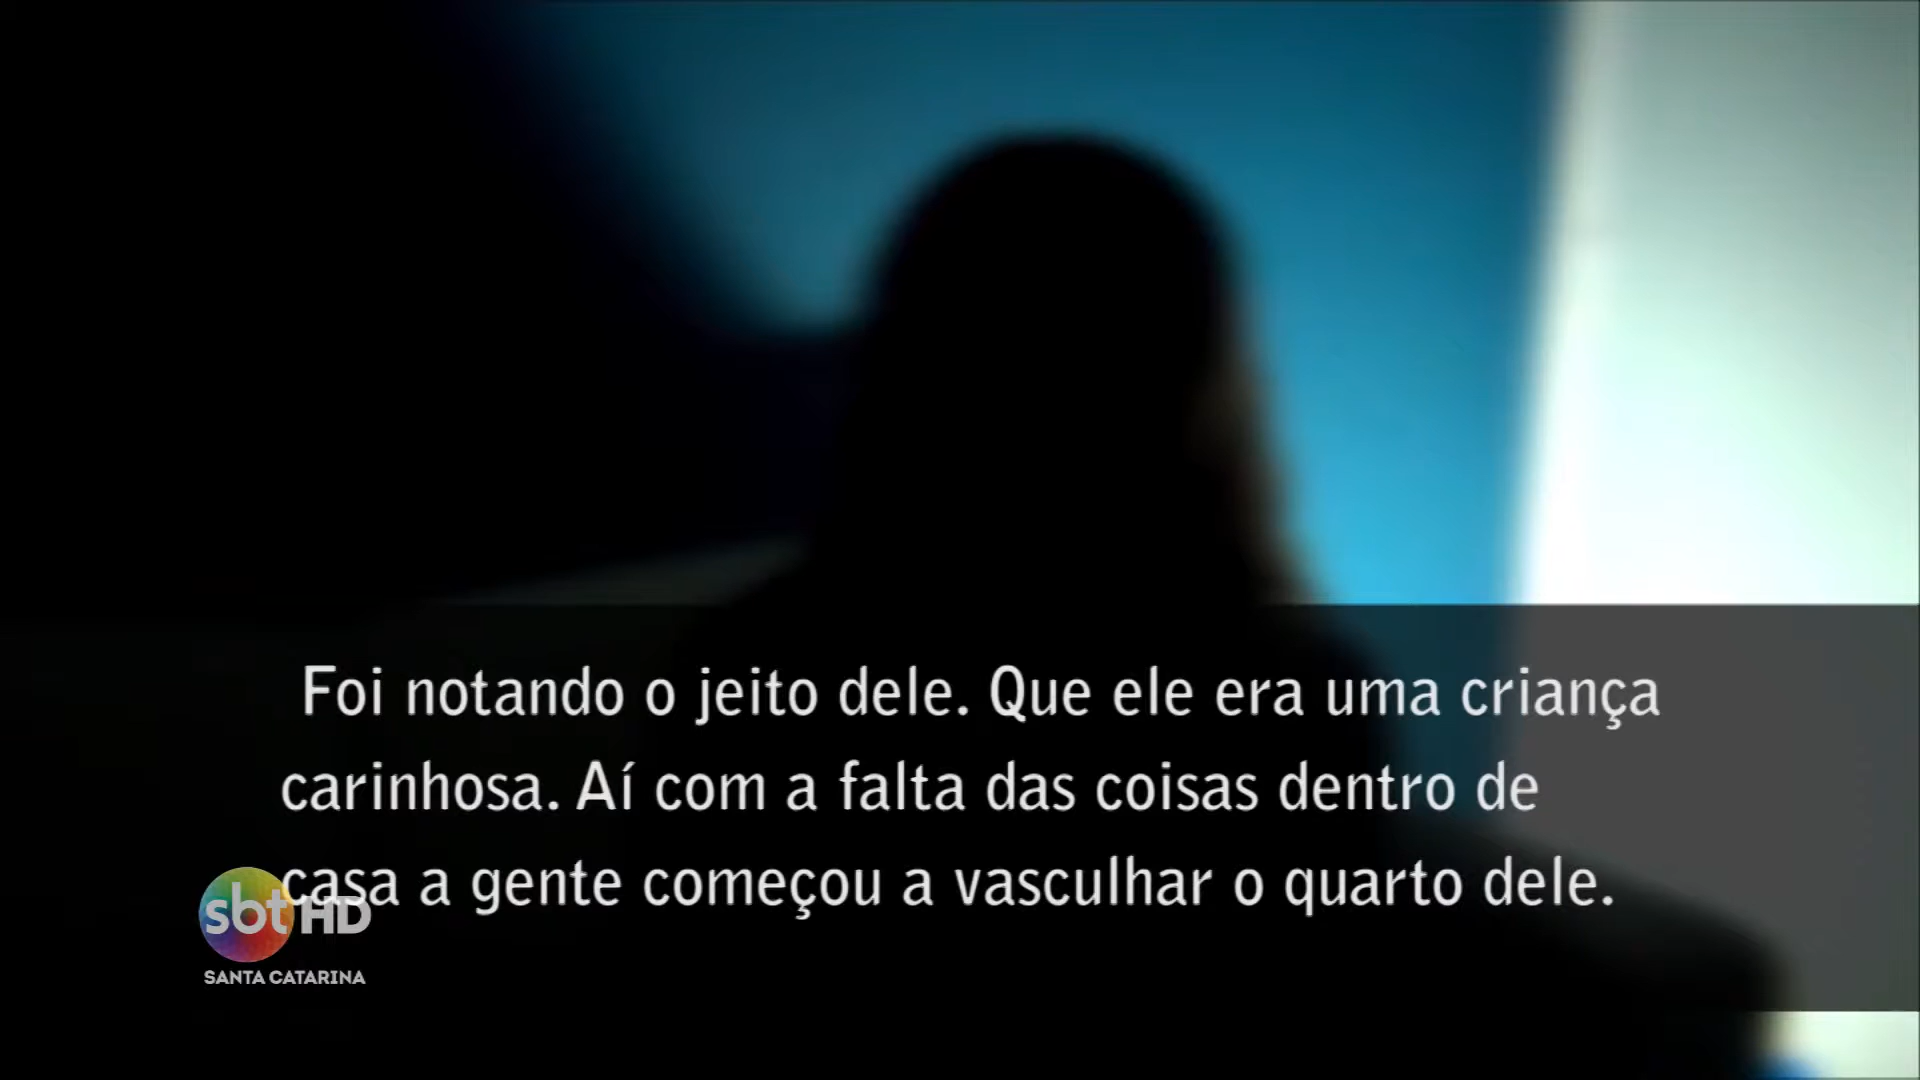 Foi notando o jeito dele. Que ele era uma criança
carinhosa. Aí com a falta das coisas dentro de
casa a gente começou a vasculhar o quarto dele.
sbt HD
SANTA CATARINA